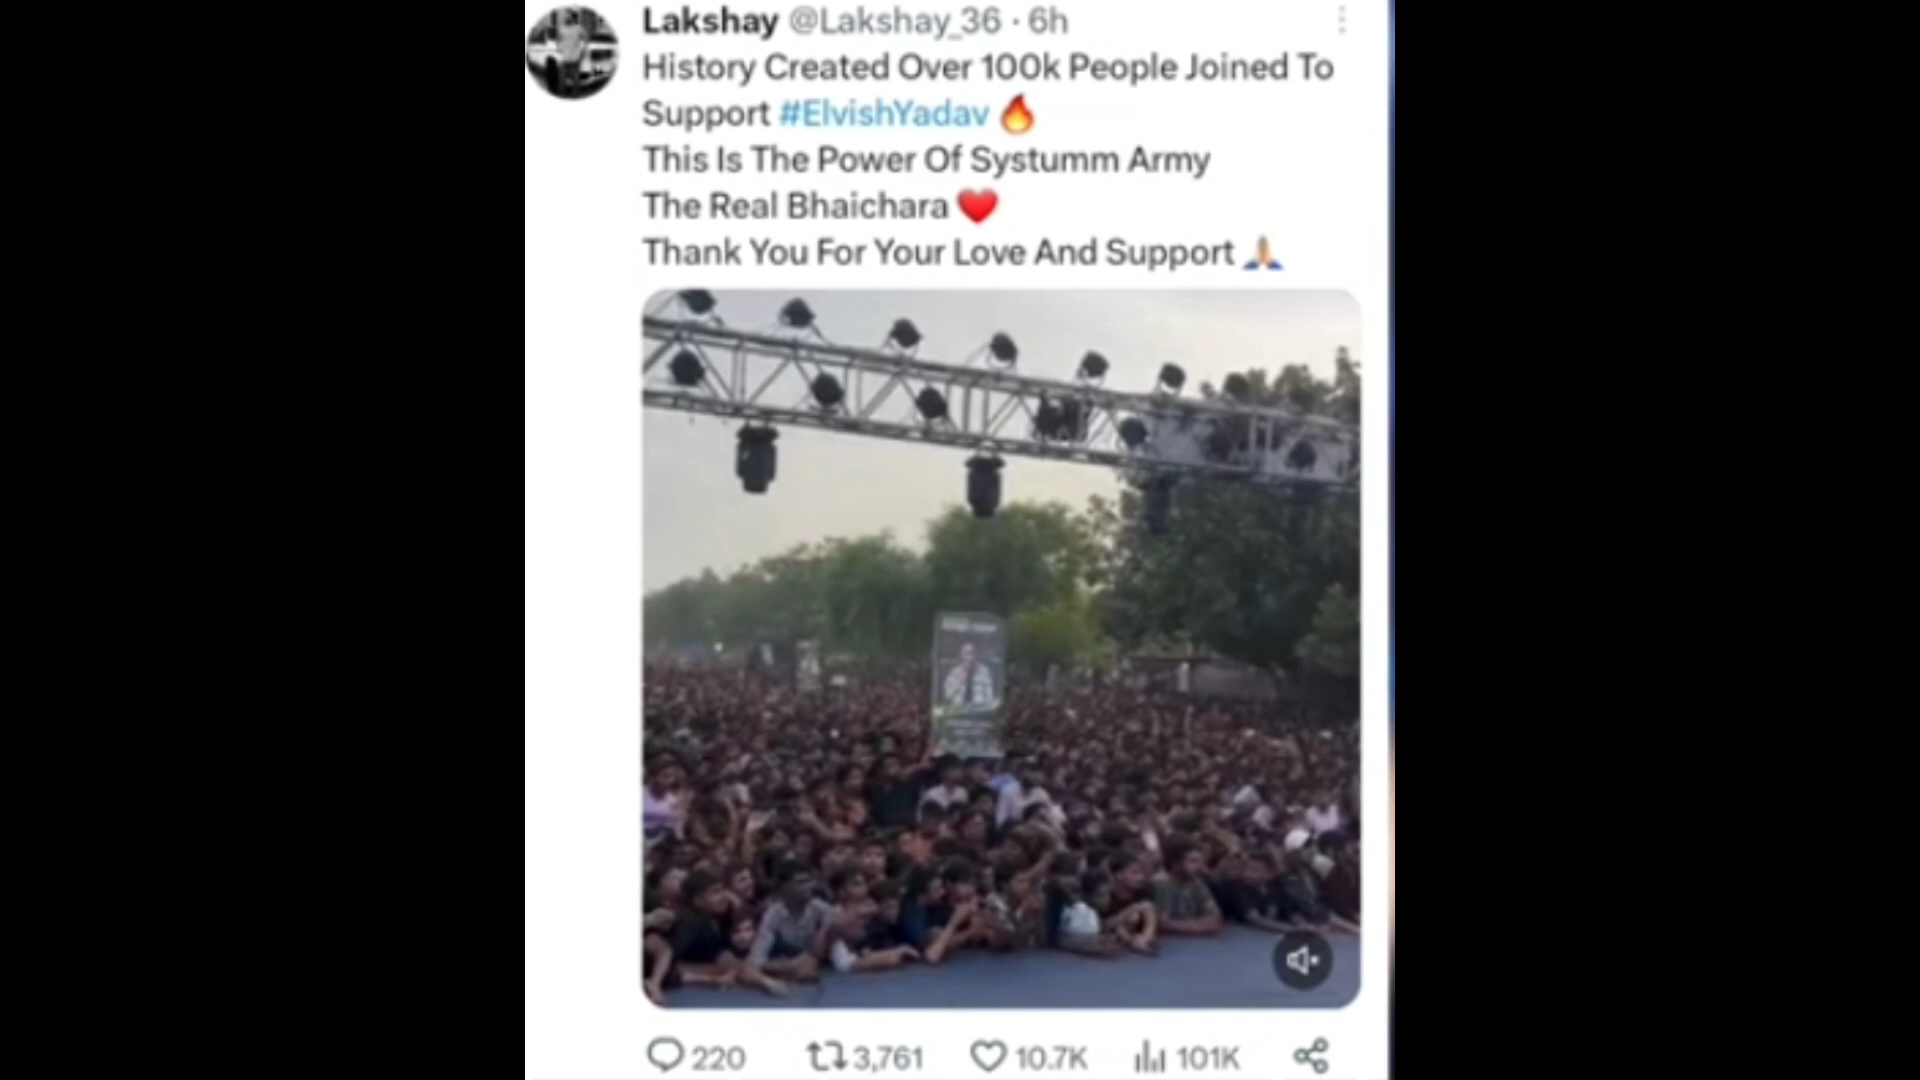 Lakshay @Lakshay_36 · 6h
History Created Over 100k People Joined To
Support #ElvishYadav 🔥
This Is The Power Of Systumm Army
The Real Bhaichara ❤️
Thank You For Your Love And Support 🙏🏼
220 3,761 10.7K 101K